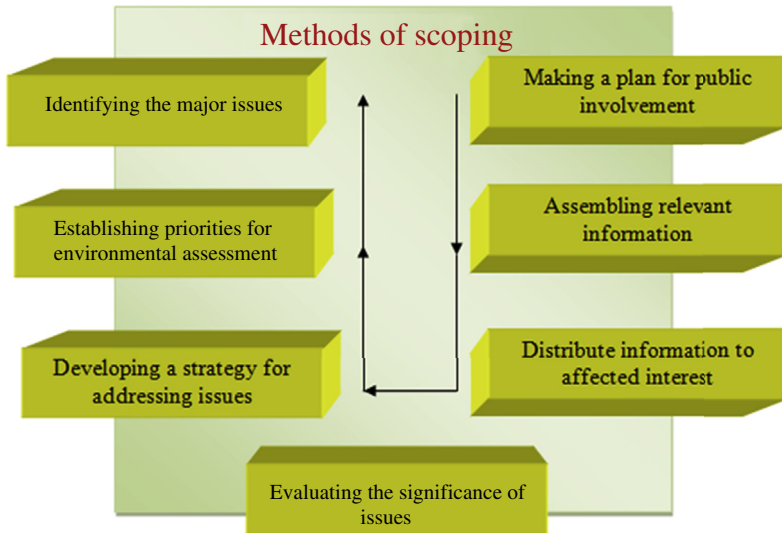 Methods of scoping
Identifying the major issues
Making a plan for public
involvement
Establishing priorities for
environmental assessment
Assembling relevant
information
Developing a strategy for
addressing issues
Distribute information to
affected interest
Evaluating the significance of
issues